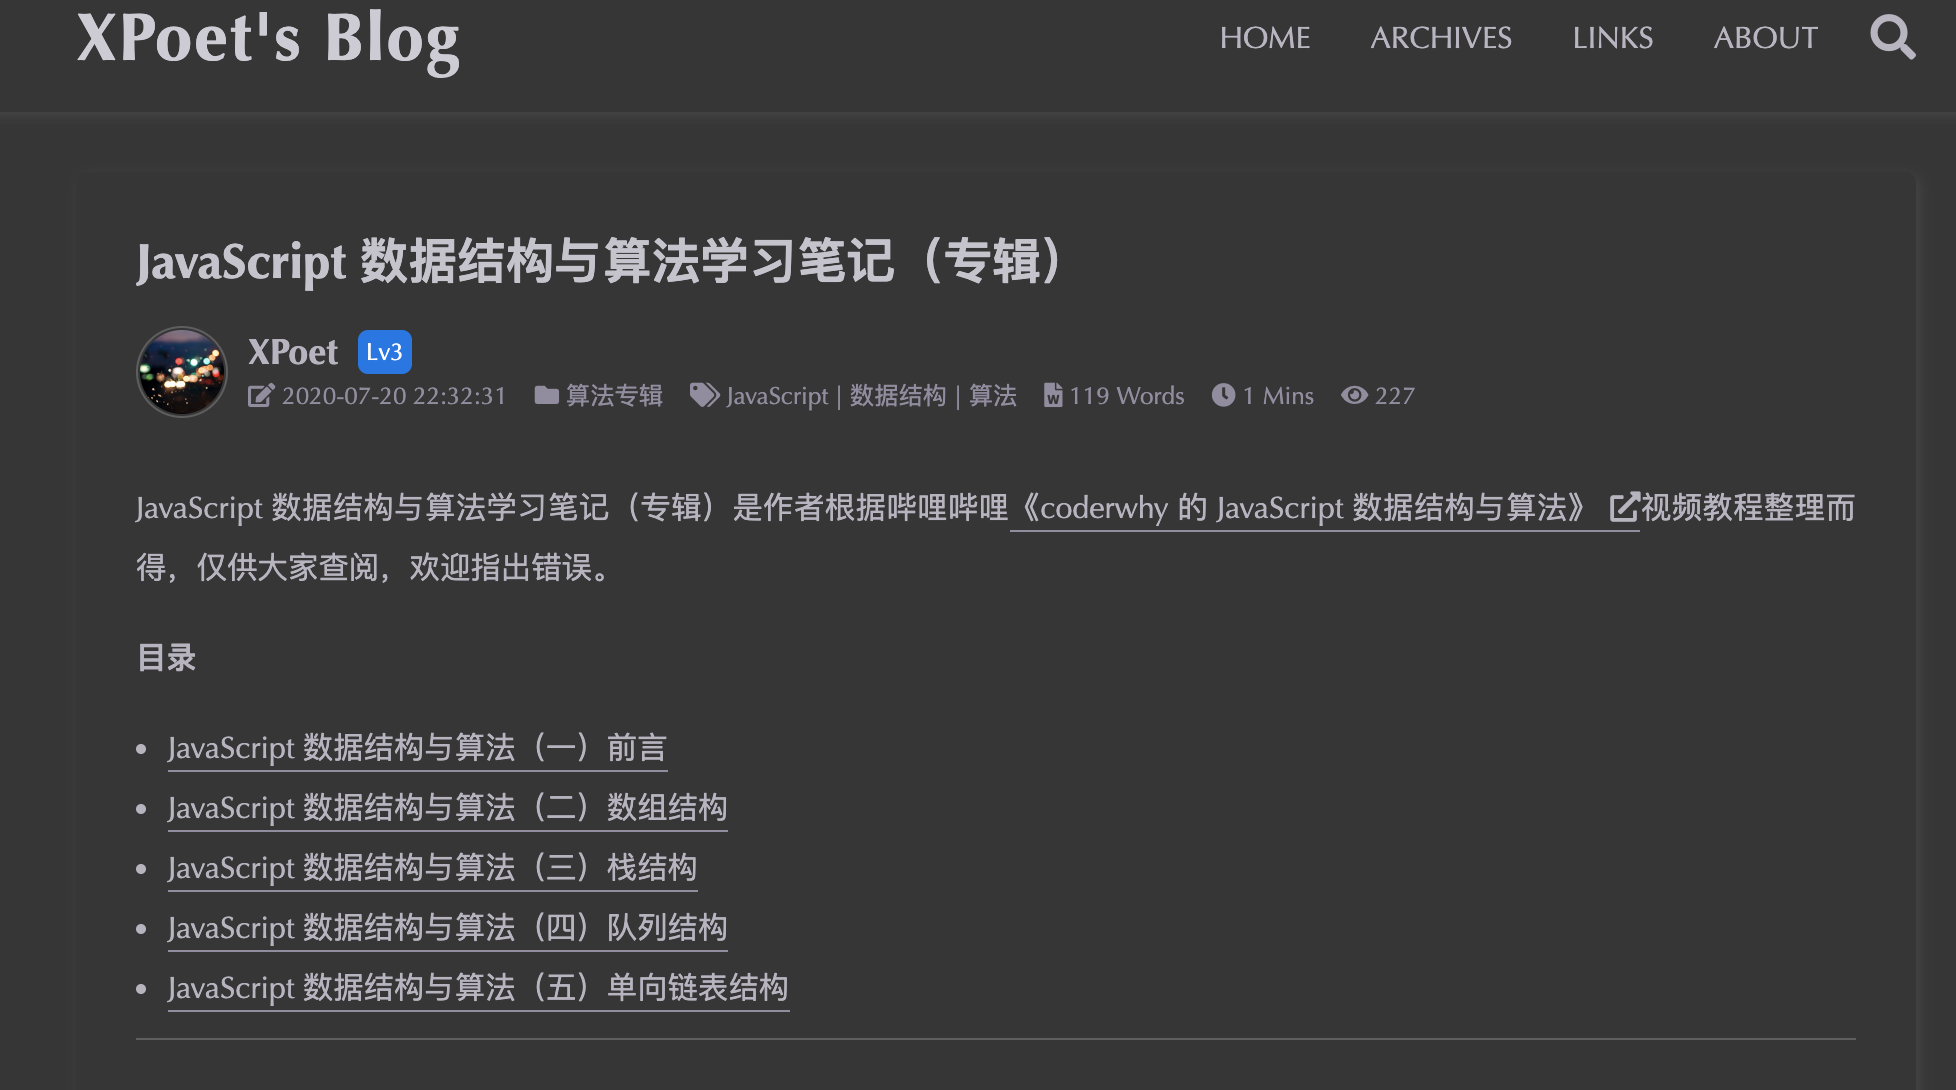 XPoet's Blog
HOME ARCHIVES LINKS ABOUT
JavaScript 数据结构与算法学习笔记（专辑）
XPoet Lv3
2020-07-20 22:32:31 算法专辑 JavaScript | 数据结构 | 算法 119 Words 1 Mins 227
JavaScript 数据结构与算法学习笔记（专辑）是作者根据哔哩哔哩《coderwhy 的 JavaScript 数据结构与算法》 视频教程整理而
得，仅供大家查阅，欢迎指出错误。
目录
JavaScript 数据结构与算法（一）前言
JavaScript 数据结构与算法（二）数组结构
JavaScript 数据结构与算法（三）栈结构
JavaScript 数据结构与算法（四）队列结构
JavaScript 数据结构与算法（五）单向链表结构